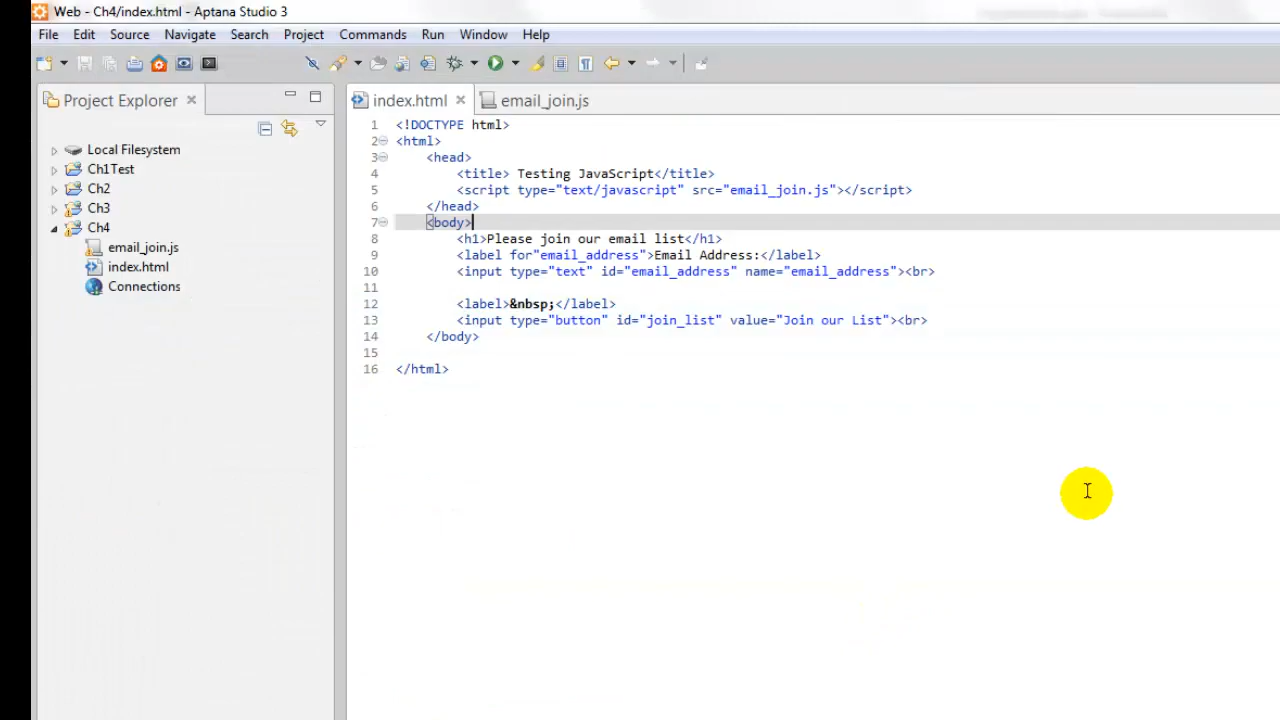 Web - Ch4/index.html - Aptana Studio 3
File Edit Source Navigate Search Project Commands Run Window Help
Project Explorer
index.html
email_join.js
Local Filesystem
Ch1Test
Ch2
Ch3
Ch4
email_join.js
index.html
Connections
1 <!DOCTYPE html>
2 <html>
3 <head>
4 <title> Testing JavaScript</title>
5 <script type="text/javascript" src="email_join.js"></script>
6 </head>
7 <body>
8 <h1>Please join our email list</h1>
9 <label for"email_address">Email Address:</label>
10 <input type="text" id="email_address" name="email_address"><br>
11
12 <label>&nbsp;</label>
13 <input type="button" id="join_list" value="Join our List"><br>
14 </body>
15
16 </html>